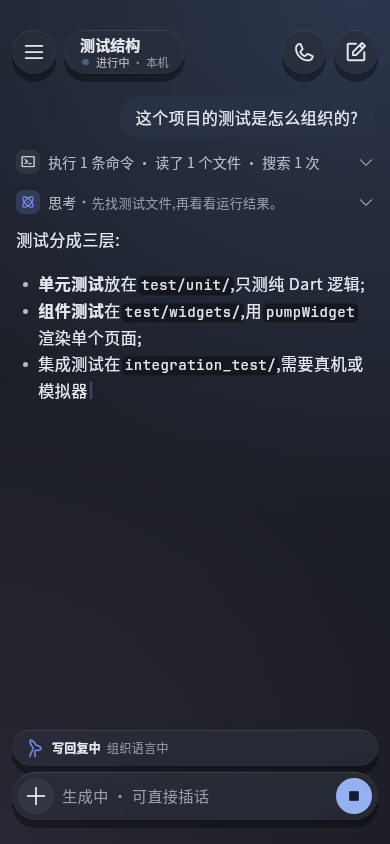 测试结构
进行中 · 本机
这个项目的测试是怎么组织的?
执行 1 条命令 · 读了 1 个文件 · 搜索 1 次
思考 · 先找测试文件,再看看运行结果。
测试分成三层:
• 单元测试放在 test/unit/,只测纯 Dart 逻辑;
• 组件测试在 test/widgets/,用 pumpWidget
渲染单个页面;
• 集成测试在 integration_test/,需要真机或
模拟器
写回复中 组织语言中
生成中 · 可直接插话